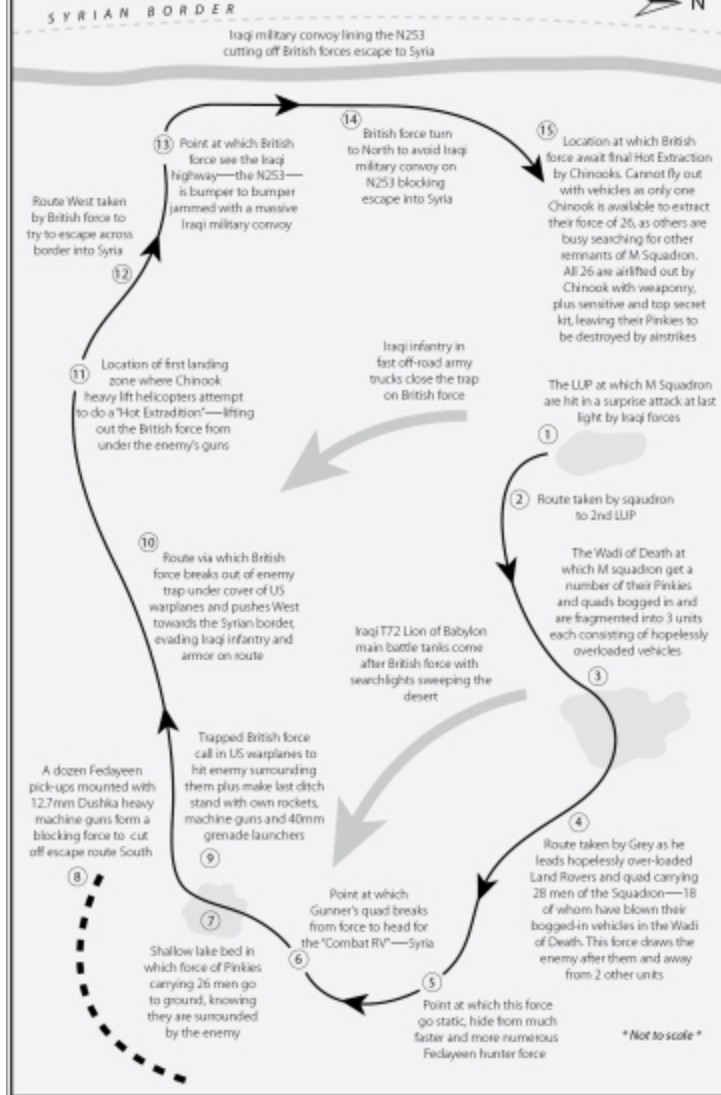 SYRIAN BORDER
N
Iraqi military convoy lining the N253
cutting off British forces escape to Syria
13
Point at which British
force see the Iraqi
highway—the N253—
is bumper to bumper
jammed with a massive
Iraqi military convoy
14
British force turn
to North to avoid Iraqi
military convoy on
N253 blocking
escape into Syria
15
Location at which British
force await final Hot Extraction
by Chinooks. Cannot fly out
with vehicles as only one
Chinook is available to extract
their force of 26, as others are
busy searching for other
remnants of M Squadron.
All 26 are airlifted out by
Chinook with weaponry,
plus sensitive and top secret
kit, leaving their Pinkies to
be destroyed by airstrikes
Route West taken
by British force to
try to escape across
border into Syria
12
11
Location of first landing
zone where Chinook
heavy lift helicopters attempt
to do a "Hot Extradition"—lifting
out the British force from
under the enemy's guns
Iraqi infantry in
fast off-road army
trucks close the trap
on British force
The LUP at which M Squadron
are hit in a surprise attack at last
light by Iraqi forces
1
2
Route taken by sqaudron
to 2nd LUP
10
Route via which British
force breaks out of enemy
trap under cover of US
warplanes and pushes West
towards the Syrian border,
evading Iraqi infantry and
armor on route
The Wadi of Death at
which M squadron get a
number of their Pinkies
and quads bogged in and
are fragmented into 3 units
each consisting of hopelessly
overloaded vehicles
3
Iraqi T72 Lion of Babylon
main battle tanks come
after British force with
searchlights sweeping the
desert
Trapped British force
call in US warplanes to
hit enemy surrounding
them plus make last ditch
stand with own rockets,
machine guns and 40mm
grenade launchers
9
A dozen Fedayeen
pick-ups mounted with
12.7mm Dushka heavy
machine guns form a
blocking force to cut
off escape route South
8
4
Route taken by Grey as he
leads hopelessly over-loaded
Land Rovers and quad carrying
28 men of the Squadron—18
of whom have blown their
bogged-in vehicles in the Wadi
of Death. This force draws the
enemy after them and away
from 2 other units
7
Shallow lake bed in
which force of Pinkies
carrying 26 men go
to ground, knowing
they are surrounded
by the enemy
Point at which
Gunner's quad breaks
from force to head for
the "Combat RV"—Syria
6
5
Point at which this force
go static, hide from much
faster and more numerous
Fedayeen hunter force
* Not to scale *